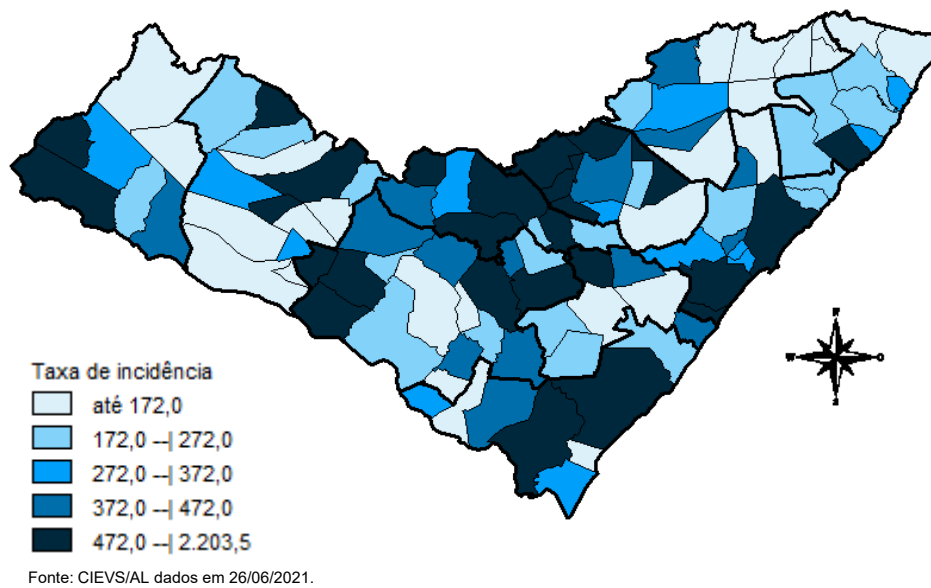 N
W
O
S
Taxa de incidência
até 172,0
172,0 --| 272,0
272,0 --| 372,0
372,0 --| 472,0
472,0 --| 2.203,5
Fonte: CIEVS/AL dados em 26/06/2021.